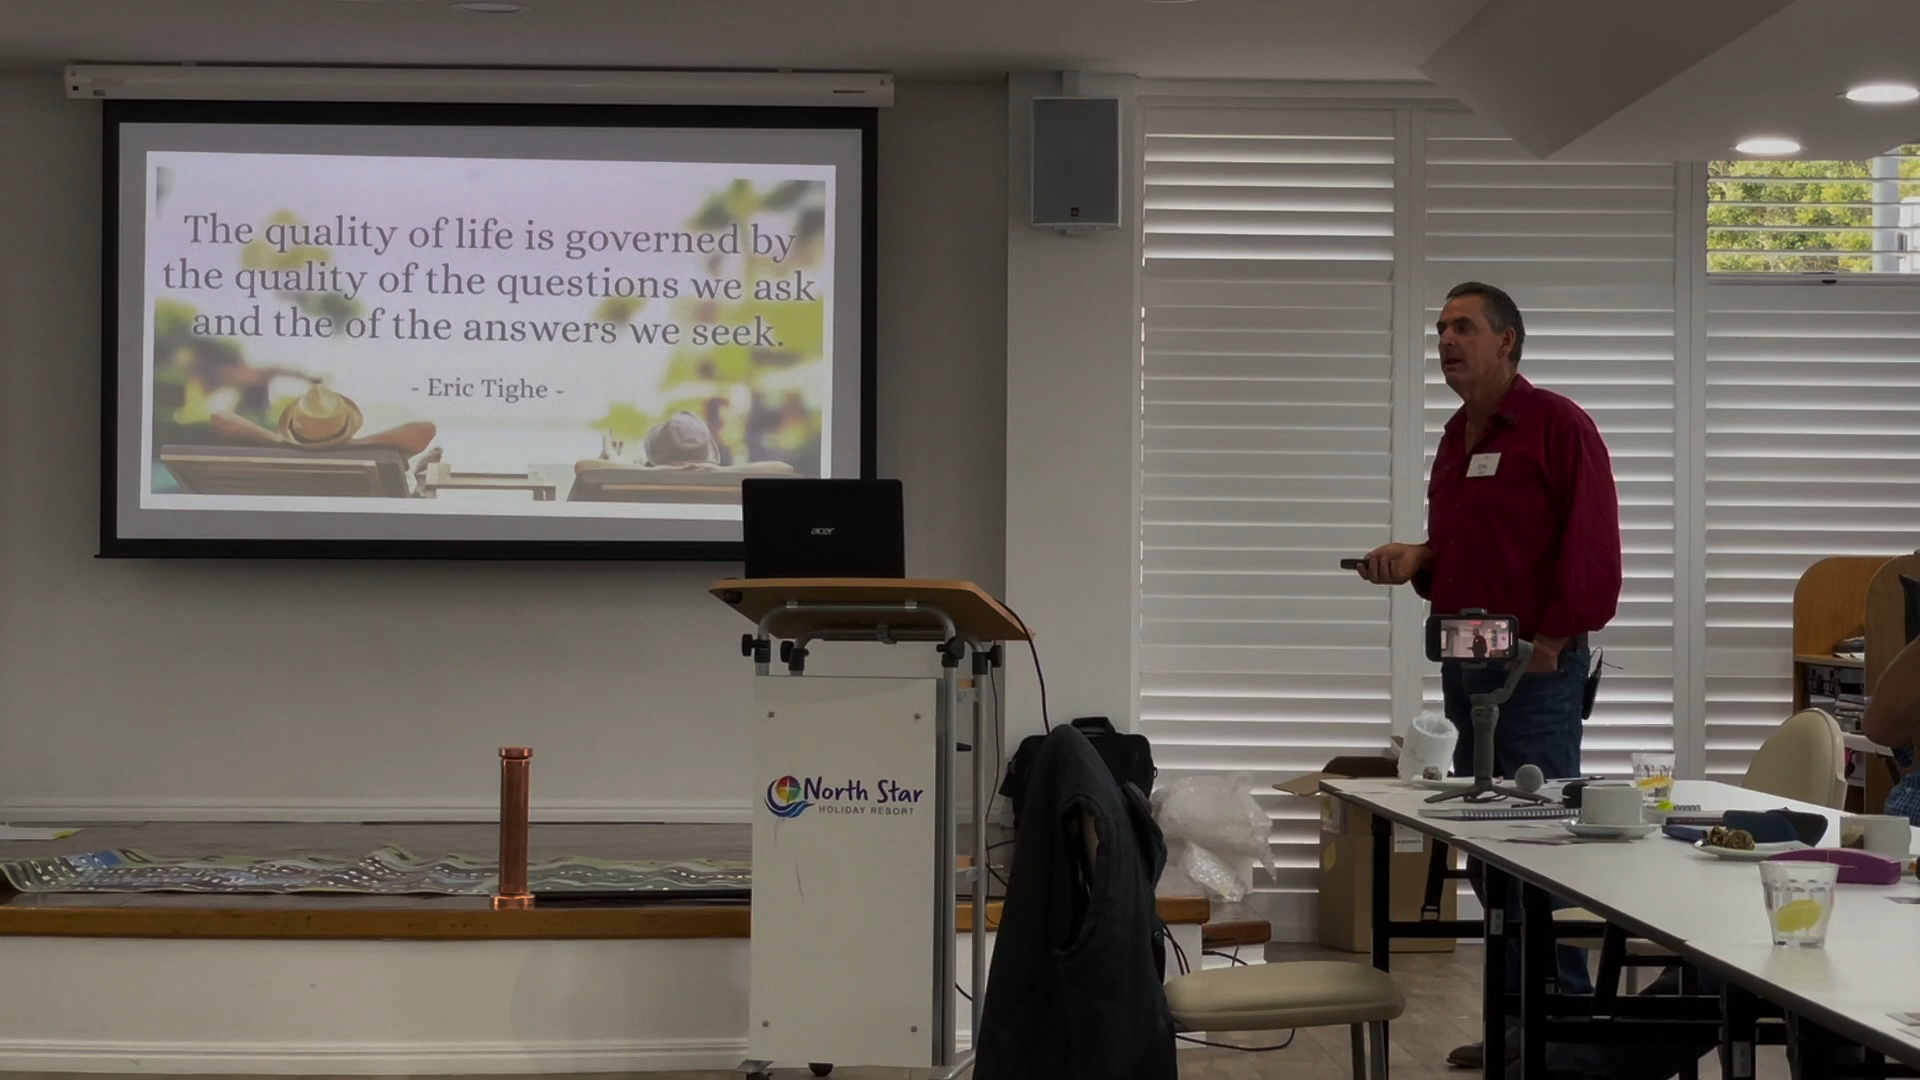 The quality of life is governed by
the quality of the questions we ask
and the of the answers we seek.
- Eric Tighe -
acer
North Star
HOLIDAY RESORT